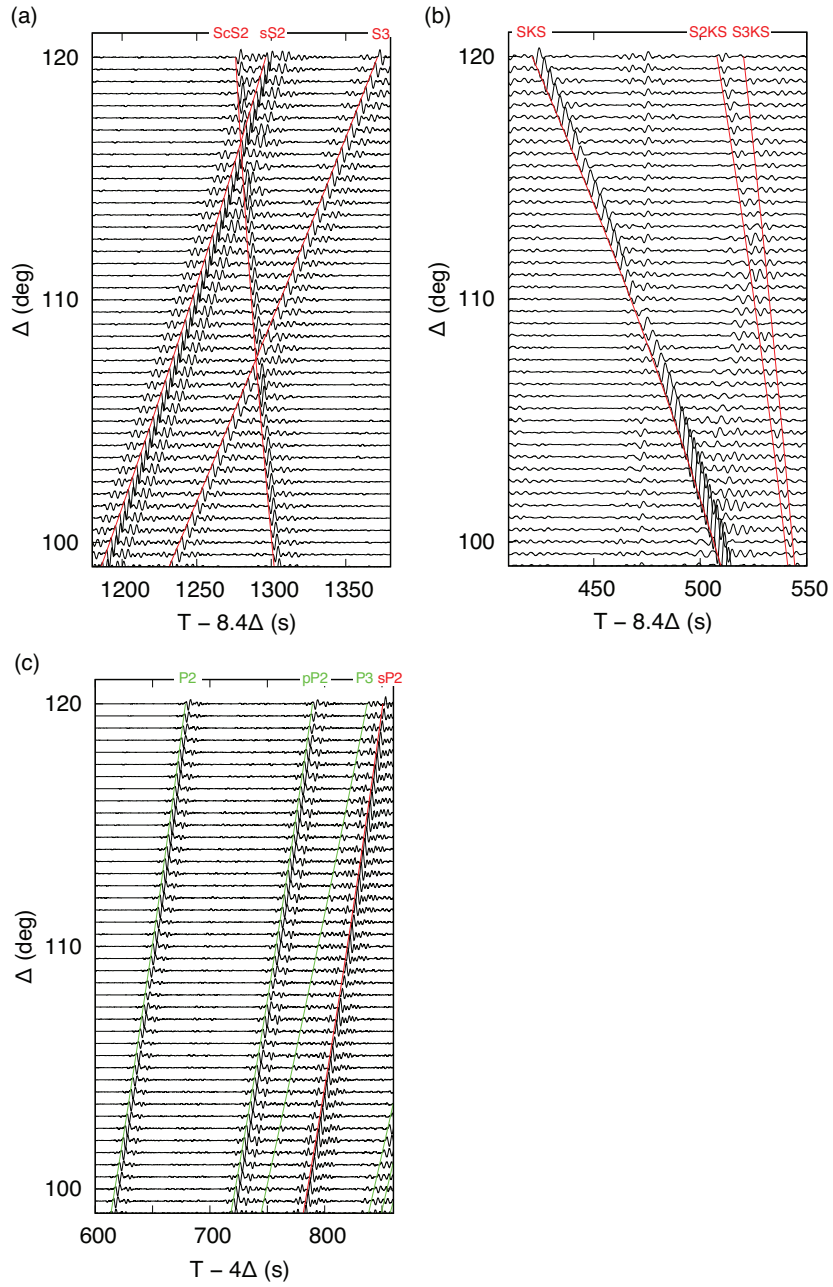 (a)
ScS2 sS2 S3
120
110
100
Δ (deg)
1200 1250 1300 1350
T − 8.4Δ (s)
(b)
SKS S2KS S3KS
120
110
100
Δ (deg)
450 500 550
T − 8.4Δ (s)
(c)
P2 pP2 P3 sP2
120
110
100
Δ (deg)
600 700 800
T − 4Δ (s)